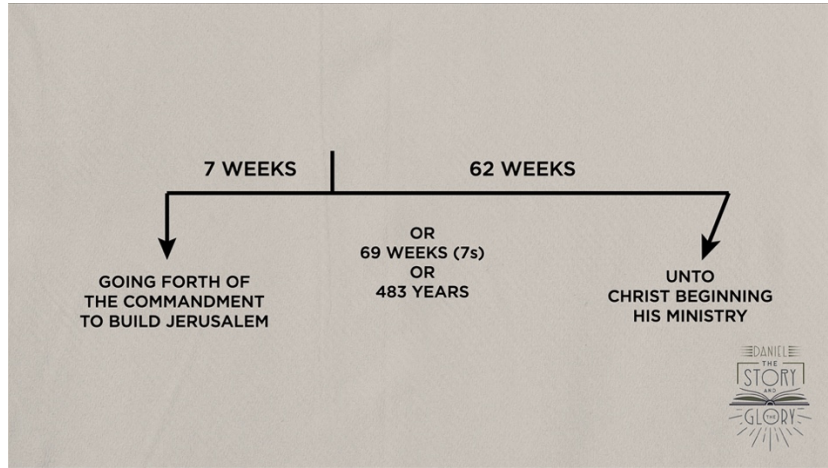 7 WEEKS
62 WEEKS
OR
69 WEEKS (7s)
OR
483 YEARS
GOING FORTH OF
THE COMMANDMENT
TO BUILD JERUSALEM
UNTO
CHRIST BEGINNING
HIS MINISTRY
DANIEL
THE
STORY
AND
THE
GLORY